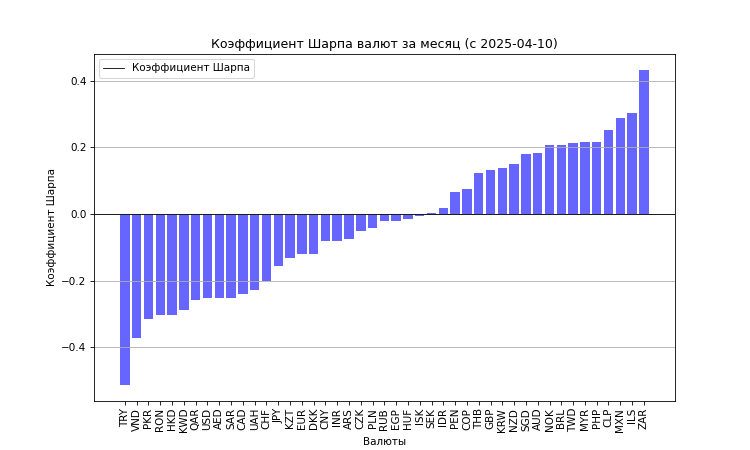 Коэффициент Шарпа валют за месяц (с 2025-04-10)
Коэффициент Шарпа
Коэффициент Шарпа
0.4
0.2
0.0
−0.2
−0.4
TRY
VND
PKR
RON
HKD
KWD
QAR
USD
AED
SAR
CAD
UAH
CHF
JPY
KZT
EUR
DKK
CNY
INR
ARS
CZK
PLN
RUB
EGP
HUF
ISK
SEK
IDR
PEN
COP
THB
GBP
KRW
NZD
SGD
AUD
NOK
BRL
TWD
MYR
PHP
CLP
MXN
ILS
ZAR
Валюты